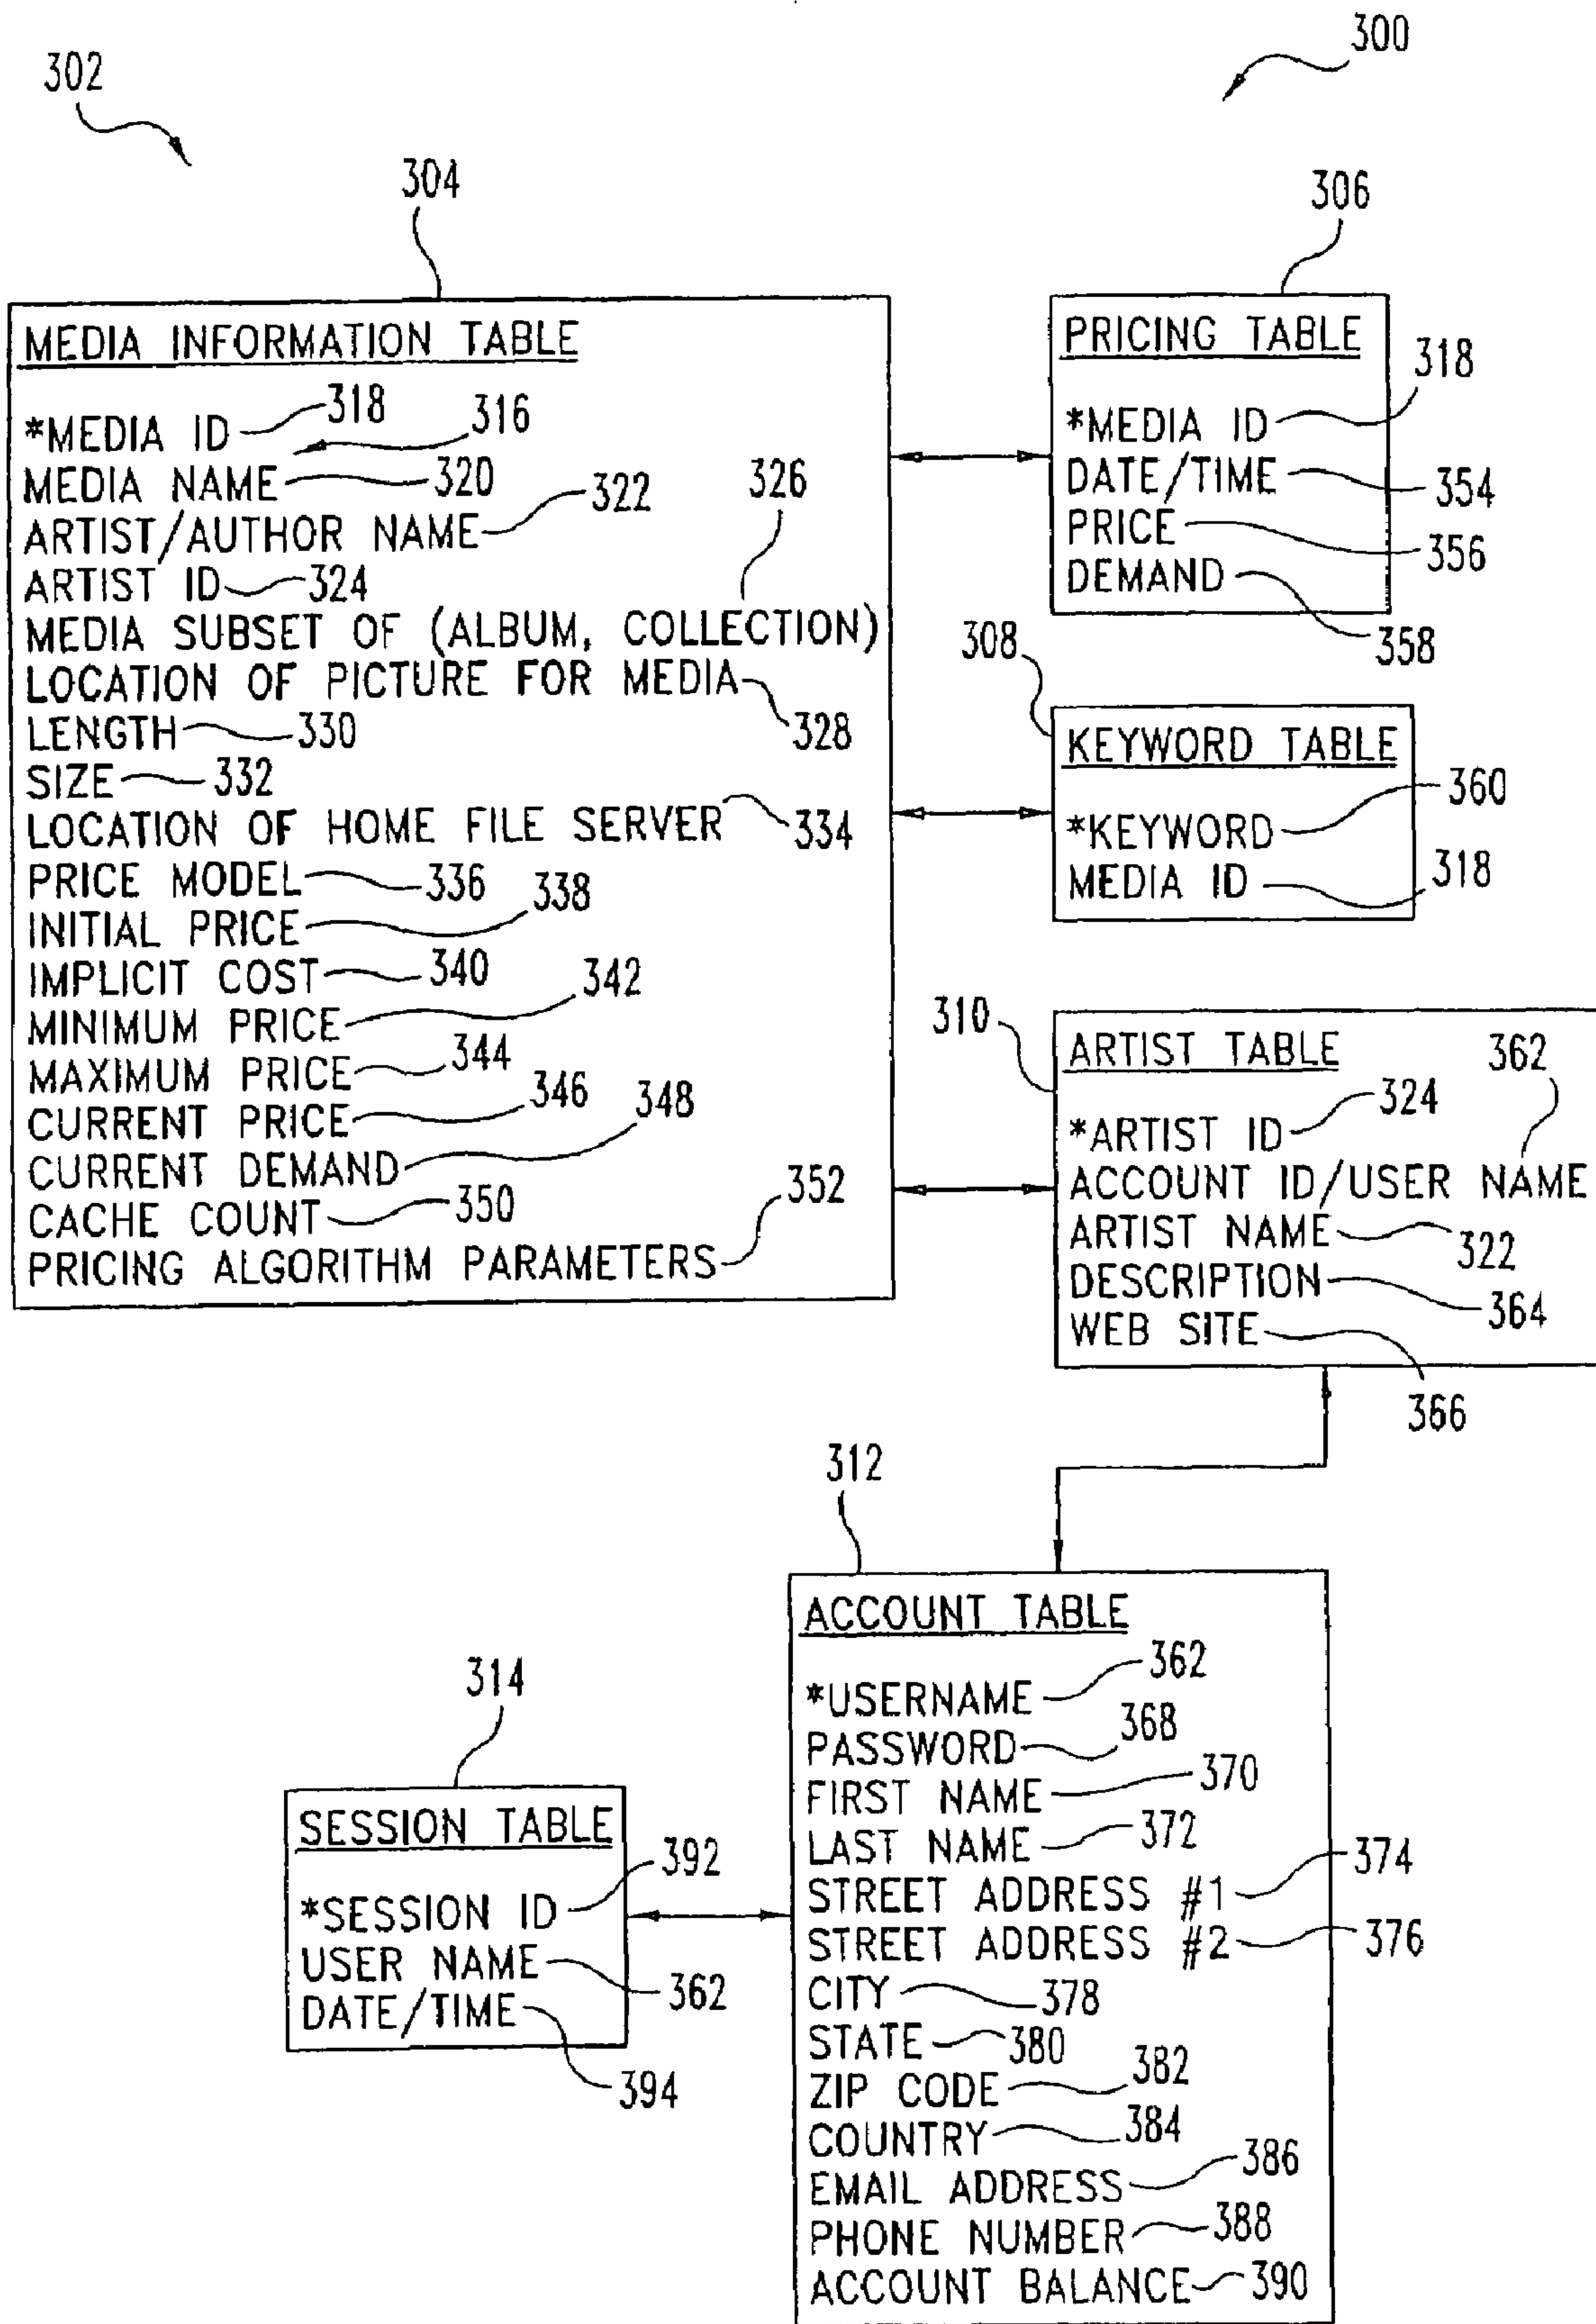 300
302
304
306
MEDIA INFORMATION TABLE
*MEDIA ID 318
316
MEDIA NAME 320
ARTIST/AUTHOR NAME 322
ARTIST ID 324
326
MEDIA SUBSET OF (ALBUM, COLLECTION)
LOCATION OF PICTURE FOR MEDIA 328
LENGTH 330
SIZE 332
LOCATION OF HOME FILE SERVER 334
PRICE MODEL 336
INITIAL PRICE 338
IMPLICIT COST 340
MINIMUM PRICE 342
MAXIMUM PRICE 344
CURRENT PRICE 346
CURRENT DEMAND 348
CACHE COUNT 350
PRICING ALGORITHM PARAMETERS 352
PRICING TABLE
*MEDIA ID 318
DATE/TIME 354
PRICE 356
DEMAND 358
308
KEYWORD TABLE
*KEYWORD 360
MEDIA ID 318
310
ARTIST TABLE
*ARTIST ID 324
362
ACCOUNT ID/USER NAME
ARTIST NAME 322
DESCRIPTION 364
WEB SITE 366
312
ACCOUNT TABLE
*USERNAME 362
PASSWORD 368
FIRST NAME 370
LAST NAME 372
STREET ADDRESS #1 374
STREET ADDRESS #2 376
CITY 378
STATE 380
ZIP CODE 382
COUNTRY 384
EMAIL ADDRESS 386
PHONE NUMBER 388
ACCOUNT BALANCE 390
314
SESSION TABLE
*SESSION ID 392
USER NAME 362
DATE/TIME 394